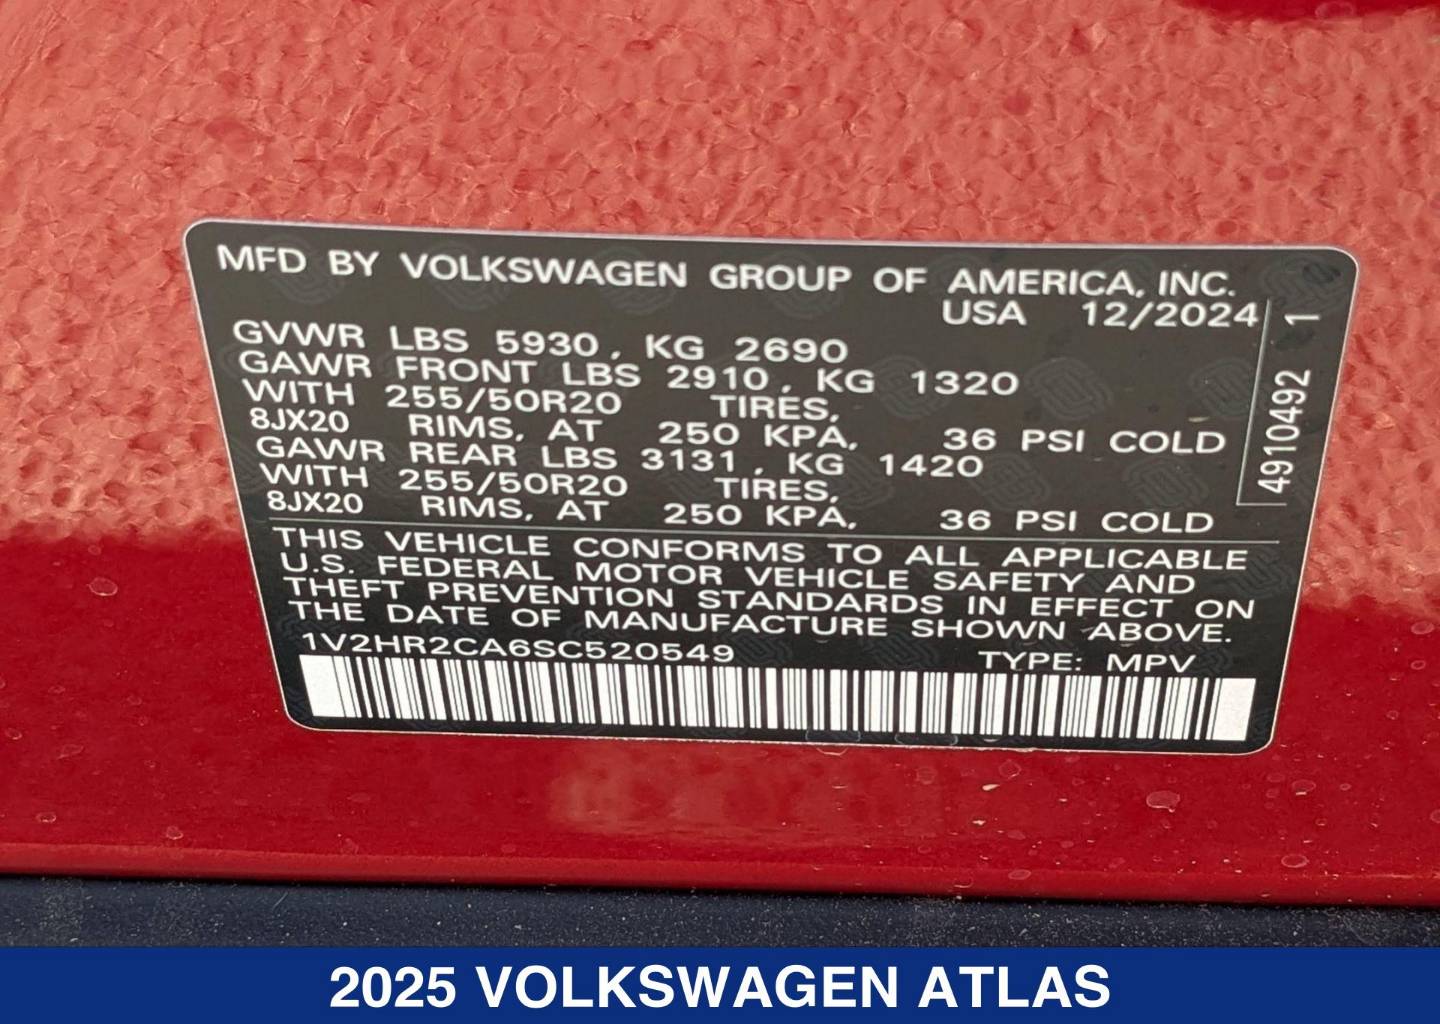 MFD BY VOLKSWAGEN GROUP OF AMERICA, INC.
USA 12/2024
GVWR LBS 5930, KG 2690
GAWR FRONT LBS 2910, KG 1320
WITH 255/50R20 TIRES,
8JX20 RIMS, AT 250 KPA, 36 PSI COLD
GAWR REAR LBS 3131, KG 1420
WITH 255/50R20 TIRES,
8JX20 RIMS, AT 250 KPA, 36 PSI COLD
THIS VEHICLE CONFORMS TO ALL APPLICABLE
U.S. FEDERAL MOTOR VEHICLE SAFETY AND
THEFT PREVENTION STANDARDS IN EFFECT ON
THE DATE OF MANUFACTURE SHOWN ABOVE.
1V2HR2CA6SC520549 TYPE: MPV
4910492 1
2025 VOLKSWAGEN ATLAS